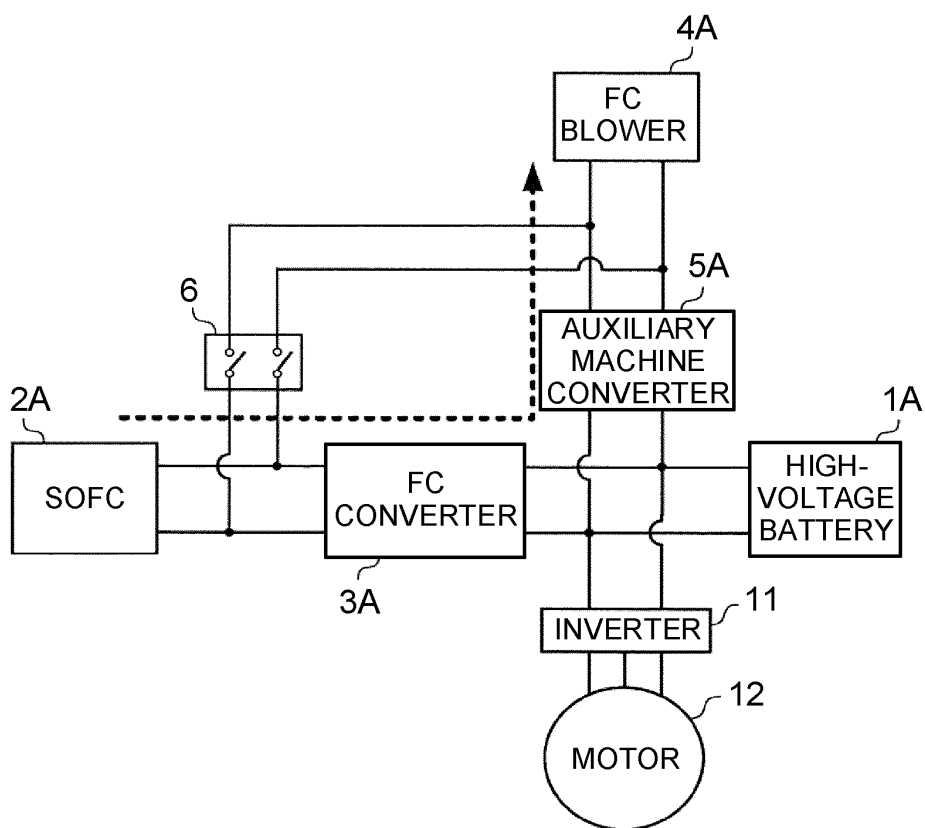 4A
FC
BLOWER
5A
6
AUXILIARY
MACHINE
CONVERTER
2A
1A
SOFC
FC
CONVERTER
HIGH-
VOLTAGE
BATTERY
3A
11
INVERTER
12
MOTOR